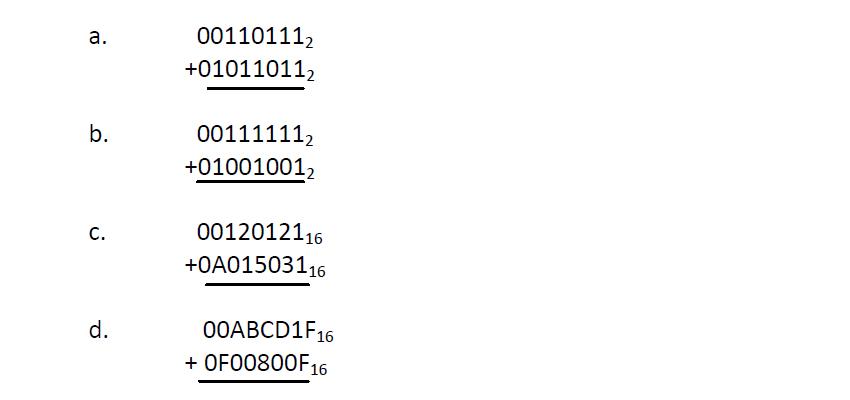 a. 00110111₂
+01011011₂
b. 00111111₂
+01001001₂
c. 00120121₁₆
+0A015031₁₆
d. 00ABCD1F₁₆
+ 0F00800F₁₆